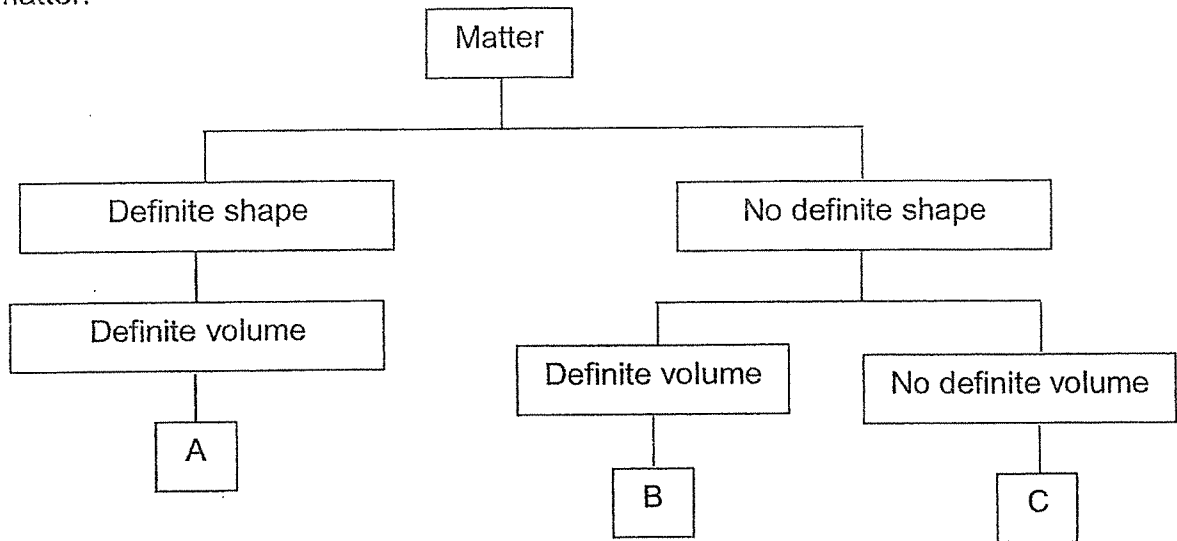 matter.
Matter
Definite shape
No definite shape
Definite volume
Definite volume
No definite volume
A
B
C